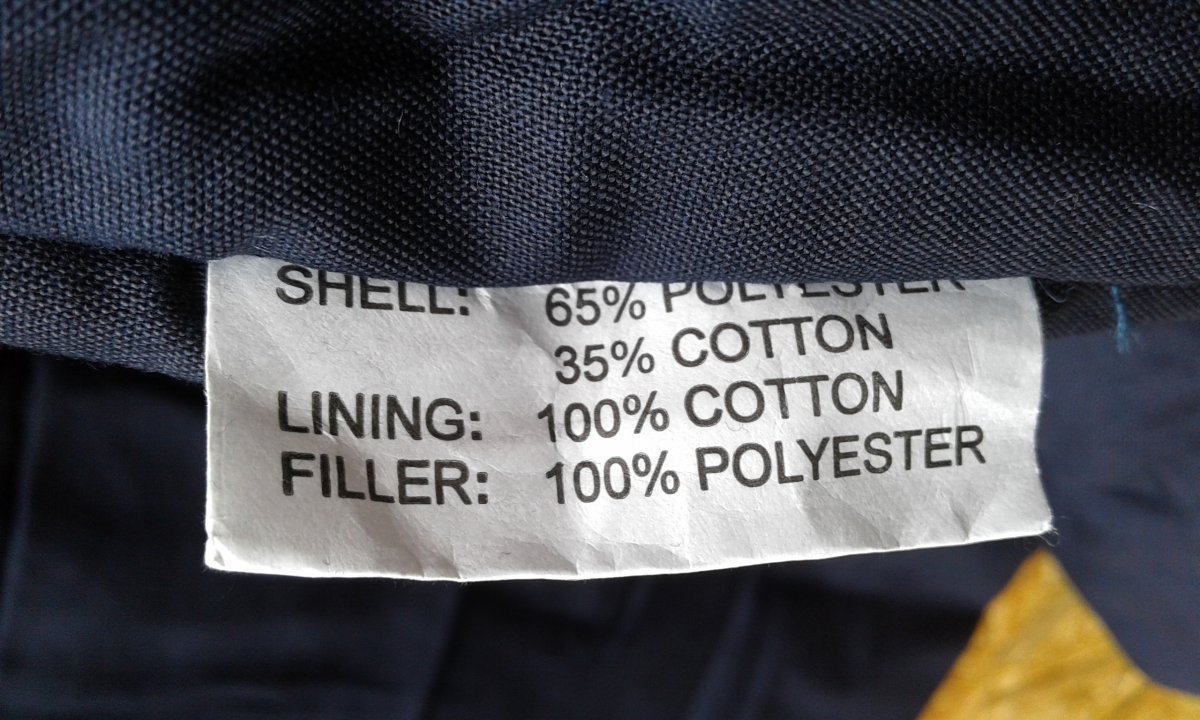 SHELL: 65% POLYESTER
35% COTTON
LINING: 100% COTTON
FILLER: 100% POLYESTER